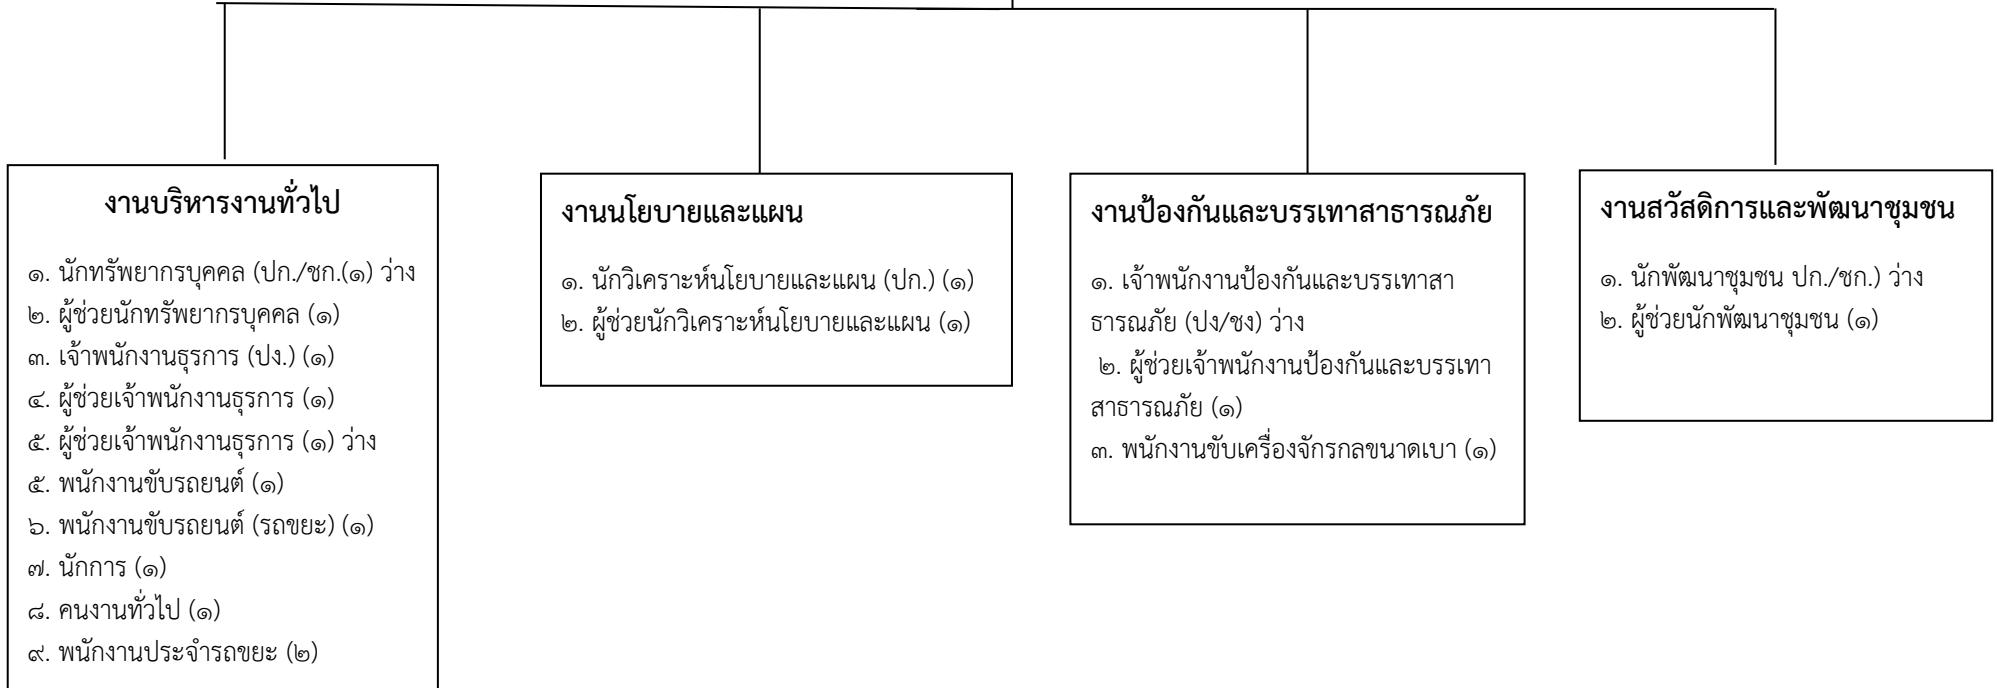 งานบริหารงานทั่วไป
๑. นักทรัพยากรบุคคล (ปก./ชก.(๑) ว่าง
๒. ผู้ช่วยนักทรัพยากรบุคคล (๑)
๓. เจ้าพนักงานธุรการ (ปง.) (๑)
๔. ผู้ช่วยเจ้าพนักงานธุรการ (๑)
๕. ผู้ช่วยเจ้าพนักงานธุรการ (๑) ว่าง
๕. พนักงานขับรถยนต์ (๑)
๖. พนักงานขับรถยนต์ (รถขยะ) (๑)
๗. นักการ (๑)
๘. คนงานทั่วไป (๑)
๙. พนักงานประจำรถขยะ (๒)
งานนโยบายและแผน
๑. นักวิเคราะห์นโยบายและแผน (ปก.) (๑)
๒. ผู้ช่วยนักวิเคราะห์นโยบายและแผน (๑)
งานป้องกันและบรรเทาสาธารณภัย
๑. เจ้าพนักงานป้องกันและบรรเทาสา
ธารณภัย (ปง/ชง) ว่าง
๒. ผู้ช่วยเจ้าพนักงานป้องกันและบรรเทา
สาธารณภัย (๑)
๓. พนักงานขับเครื่องจักรกลขนาดเบา (๑)
งานสวัสดิการและพัฒนาชุมชน
๑. นักพัฒนาชุมชน ปก./ชก.) ว่าง
๒. ผู้ช่วยนักพัฒนาชุมชน (๑)